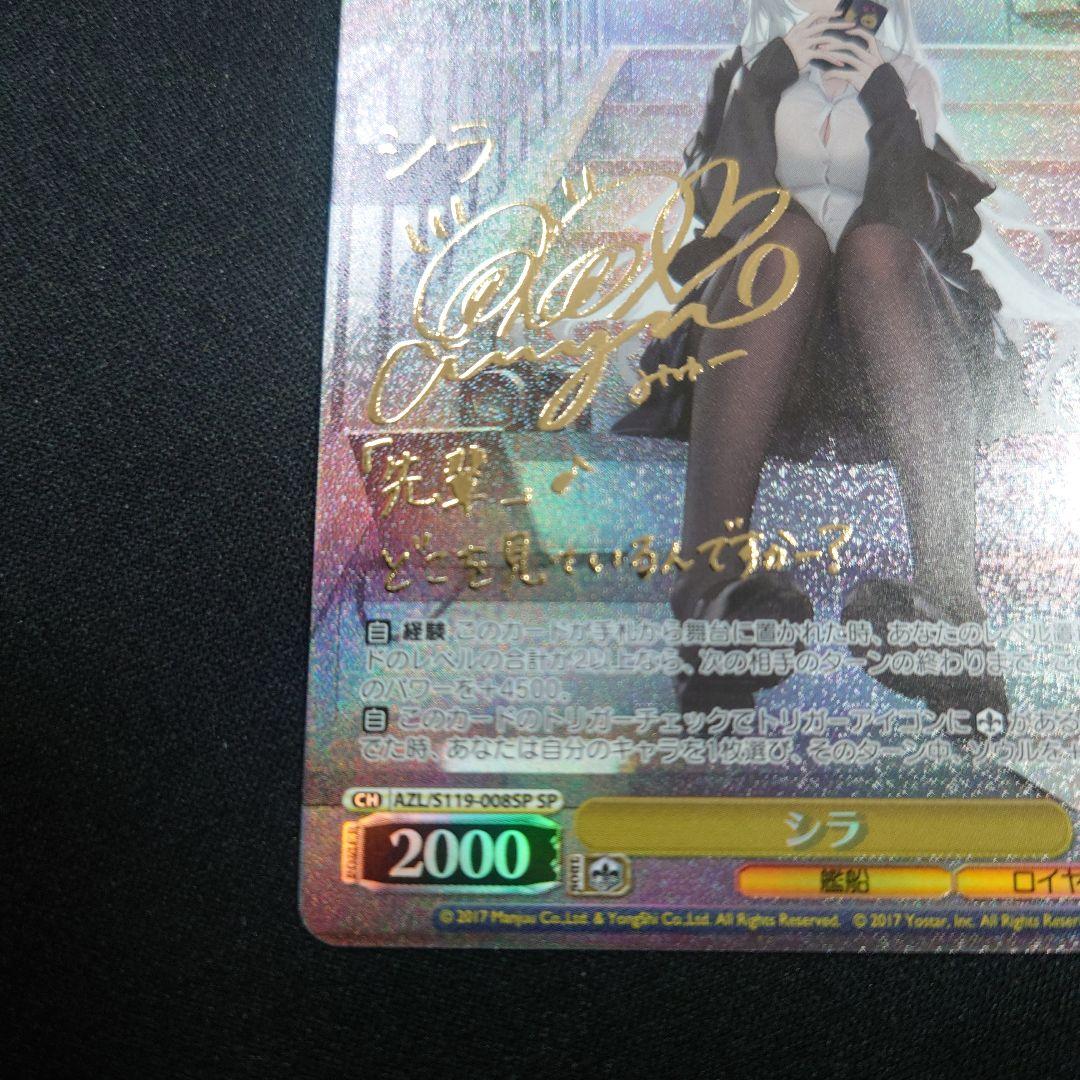 シラ
「先輩」♪
どこを見ているんですかー?
自 経験 このカードが手札から舞台に置かれた時、あなたのレベル置
ドのレベルの合計が2以上なら、次の相手のターンの終わりまで、この
のパワーを+4500。
自 このカードのトリガーチェックでトリガーアイコンに がある
でた時、あなたは自分のキャラを1枚選び、そのターン中、ソウルを
CH AZL/S119-008SP SP
シラ
2000
艦船 ロイヤ
© 2017 Manjuu Co.,Ltd. & YongShi Co.,Ltd. All Rights Reserved. © 2017 Yostar, Inc. All Rights Reser